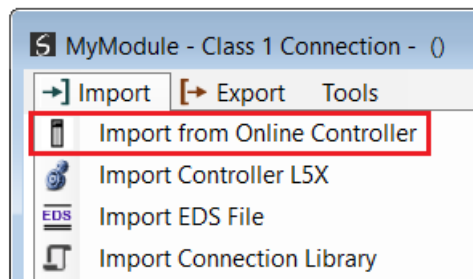 MyModule - Class 1 Connection - ()
Import Export Tools
Import from Online Controller
Import Controller L5X
EDS Import EDS File
Import Connection Library